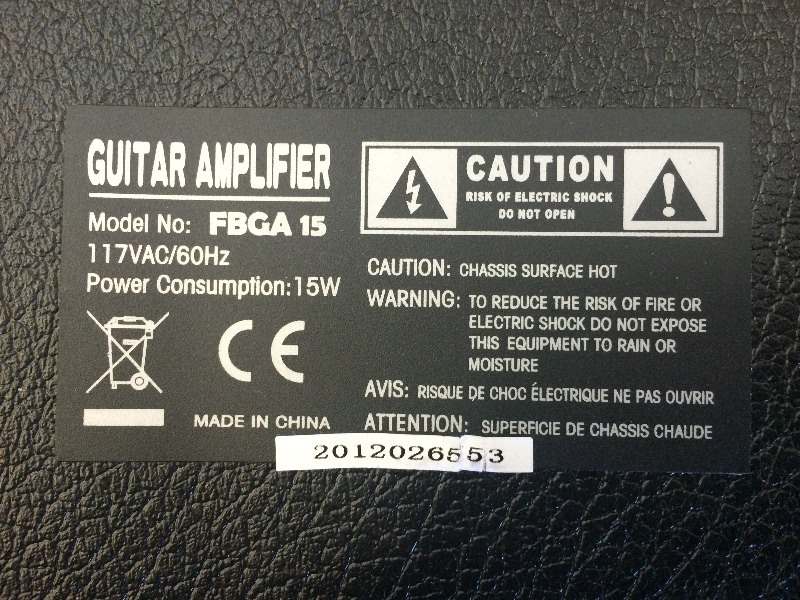 GUITAR AMPLIFIER
Model No: FBGA 15
117VAC/60Hz
Power Consumption:15W
CE
MADE IN CHINA
CAUTION
RISK OF ELECTRIC SHOCK
DO NOT OPEN
CAUTION: CHASSIS SURFACE HOT
WARNING: TO REDUCE THE RISK OF FIRE OR
ELECTRIC SHOCK DO NOT EXPOSE
THIS EQUIPMENT TO RAIN OR
MOISTURE
AVIS: RISQUE DE CHOC ÉLECTRIQUE NE PAS OUVRIR
ATTENTION: SUPERFICIE DE CHASSIS CHAUDE
2012026553